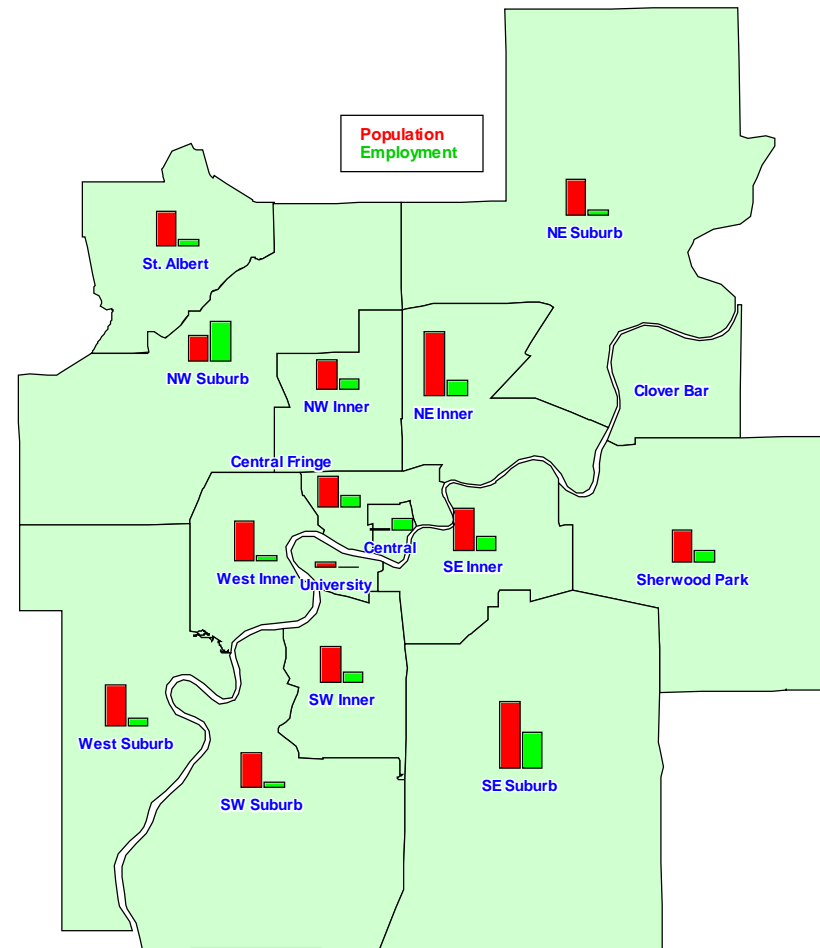 Population
Employment
NE Suburb
St. Albert
NW Suburb
Clover Bar
NW Inner
NE Inner
Central Fringe
Central
SE Inner
West Inner
University
Sherwood Park
SW Inner
West Suburb
SE Suburb
SW Suburb